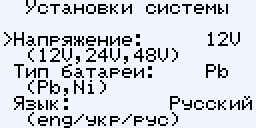 Установки системы
>Напряжение: 12V
(12V,24V,48V)
Тип батареи: Pb
(Pb,Ni)
Язык: Русский
(eng/укр/рус)